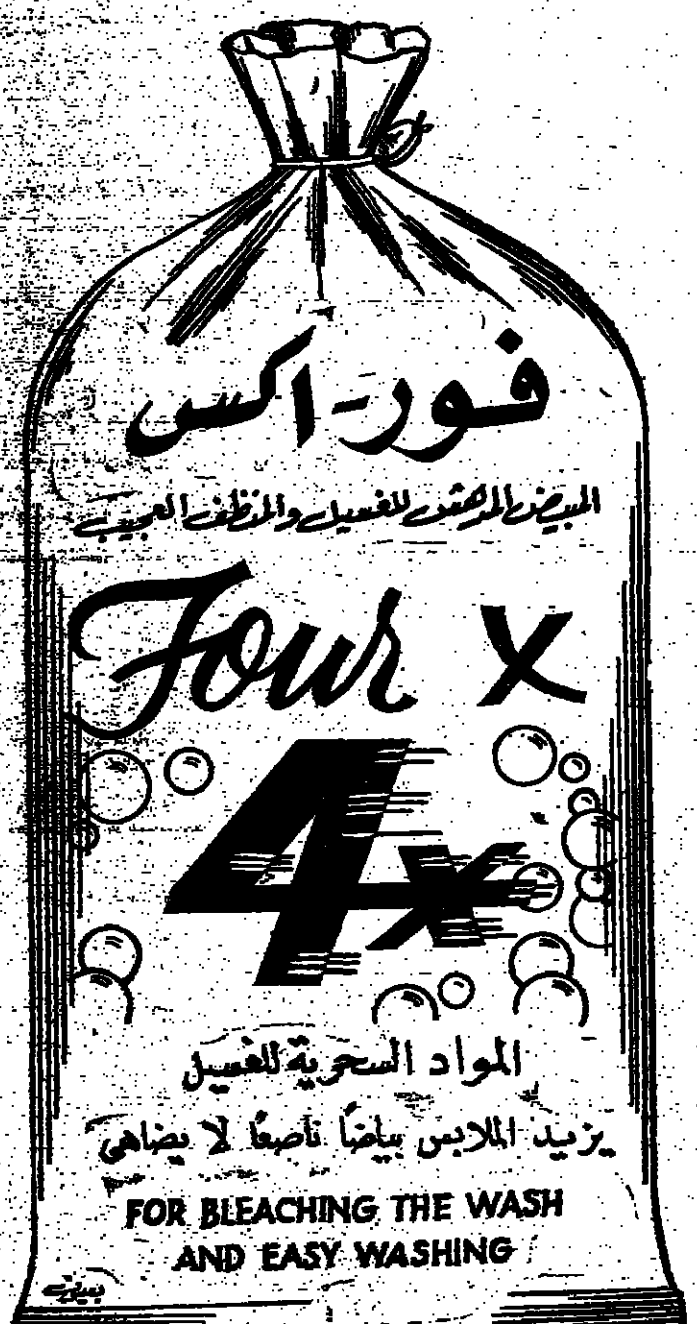 فور-اكس
المبيض المدهش للغسيل والمنظف العجيب
Four X
4x
المواد السحرية للغسيل
يزيد الملابس بياضاً ناصعاً لا يضاهى
FOR BLEACHING THE WASH
AND EASY WASHING